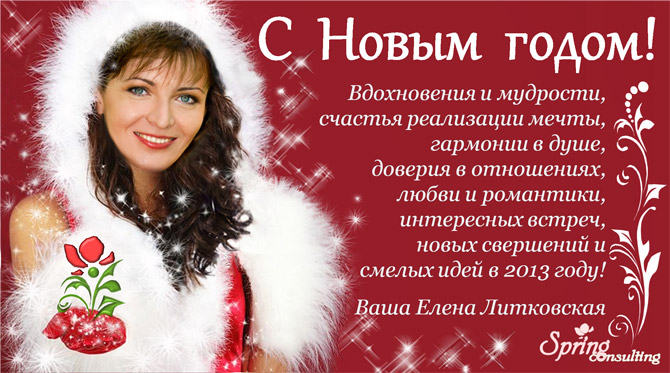 С Новым годом!
Вдохновения и мудрости,
счастья реализации мечты,
гармонии в душе,
доверия в отношениях,
любви и романтики,
интересных встреч,
новых свершений и
смелых идей в 2013 году!
Ваша Елена Литковская
Spring
consulting